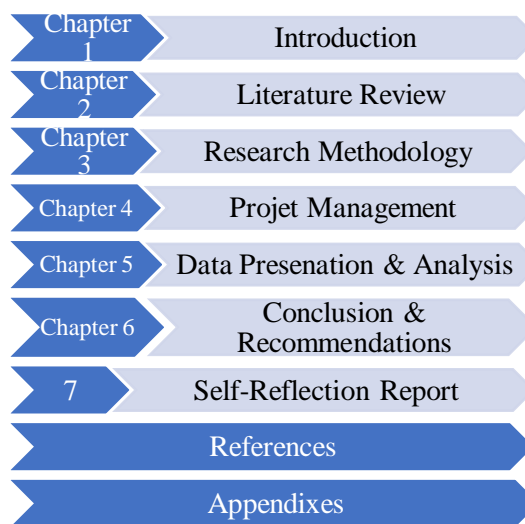 Chapter
1
Introduction
Chapter
2
Literature Review
Chapter
3
Research Methodology
Chapter 4
Projet Management
Chapter 5
Data Presenation & Analysis
Chapter 6
Conclusion &
Recommendations
7
Self-Reflection Report
References
Appendixes